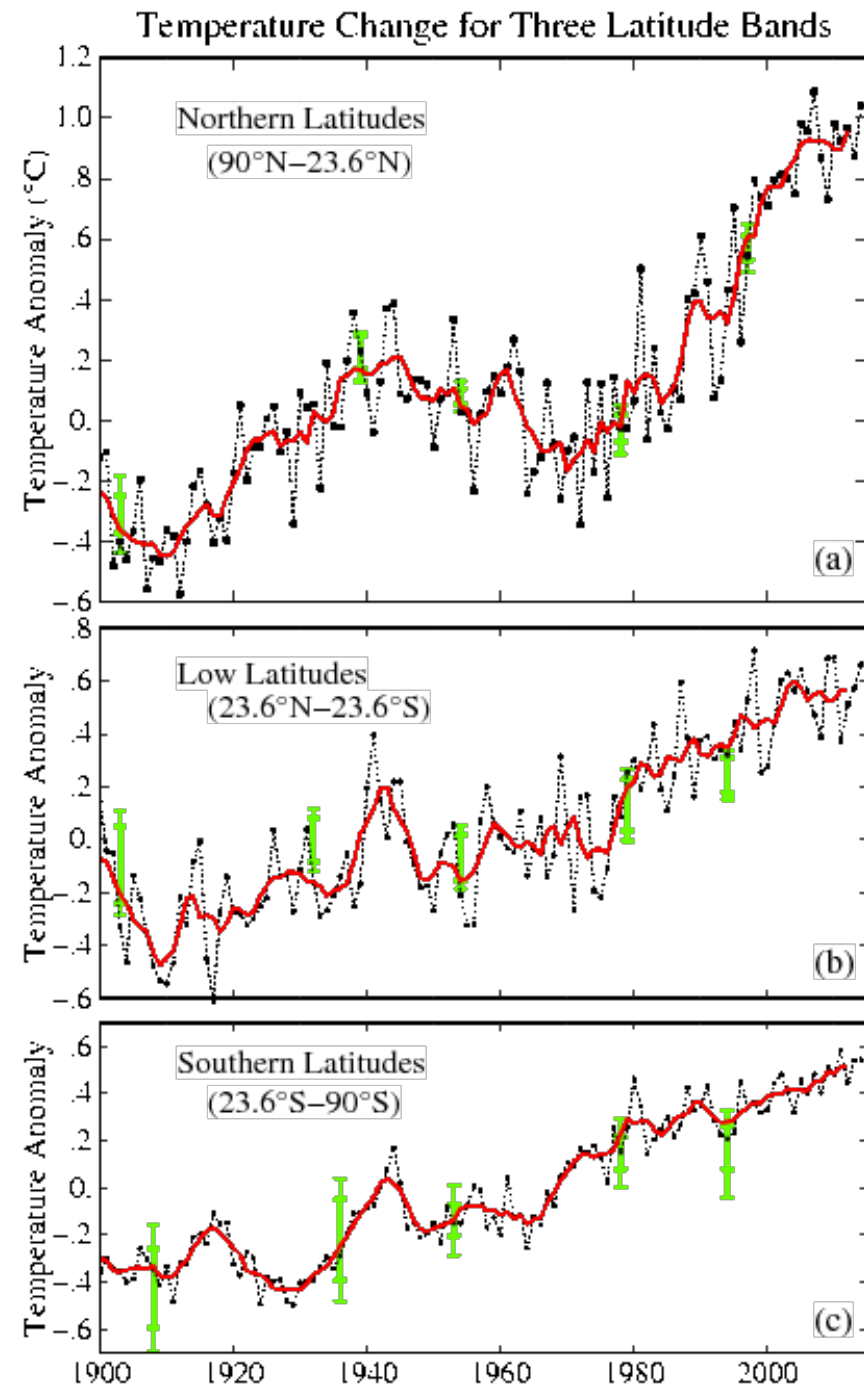 Temperature Change for Three Latitude Bands
1.2
1.0
.8
.6
.4
.2
0.
-.2
-.4
-.6
Temperature Anomaly (°C)
Northern Latitudes
(90°N–23.6°N)
(a)
.8
.6
.4
.2
0.
-.2
-.4
-.6
Temperature Anomaly
Low Latitudes
(23.6°N–23.6°S)
(b)
.6
.4
.2
0.
-.2
-.4
-.6
Temperature Anomaly
Southern Latitudes
(23.6°S–90°S)
(c)
1900 1920 1940 1960 1980 2000